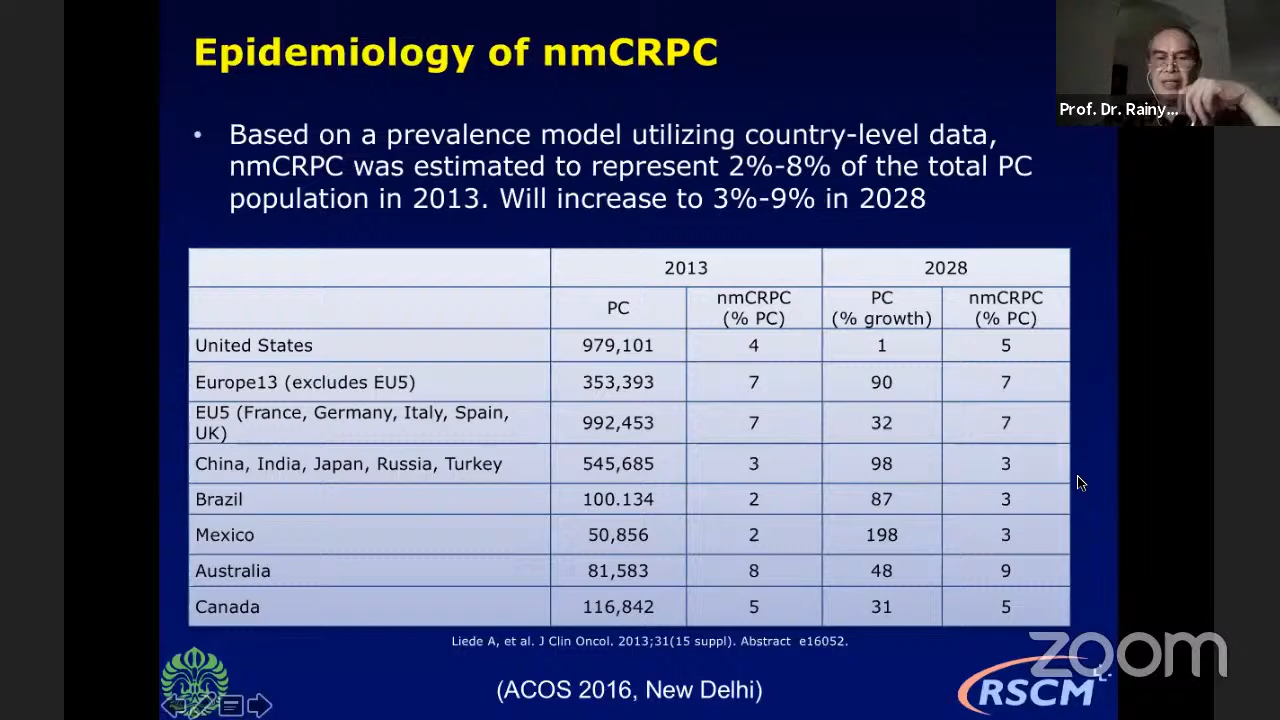 Epidemiology of nmCRPC
Prof. Dr. Rainy...
• Based on a prevalence model utilizing country-level data,
nmCRPC was estimated to represent 2%-8% of the total PC
population in 2013. Will increase to 3%-9% in 2028
2013 2028
PC nmCRPC (% PC) PC (% growth) nmCRPC (% PC)
United States 979,101 4 1 5
Europe13 (excludes EU5) 353,393 7 90 7
EU5 (France, Germany, Italy, Spain,
UK) 992,453 7 32 7
China, India, Japan, Russia, Turkey 545,685 3 98 3
Brazil 100.134 2 87 3
Mexico 50,856 2 198 3
Australia 81,583 8 48 9
Canada 116,842 5 31 5
Liede A, et al. J Clin Oncol. 2013;31(15 suppl). Abstract e16052.
zoom
(ACOS 2016, New Delhi)
RSCM